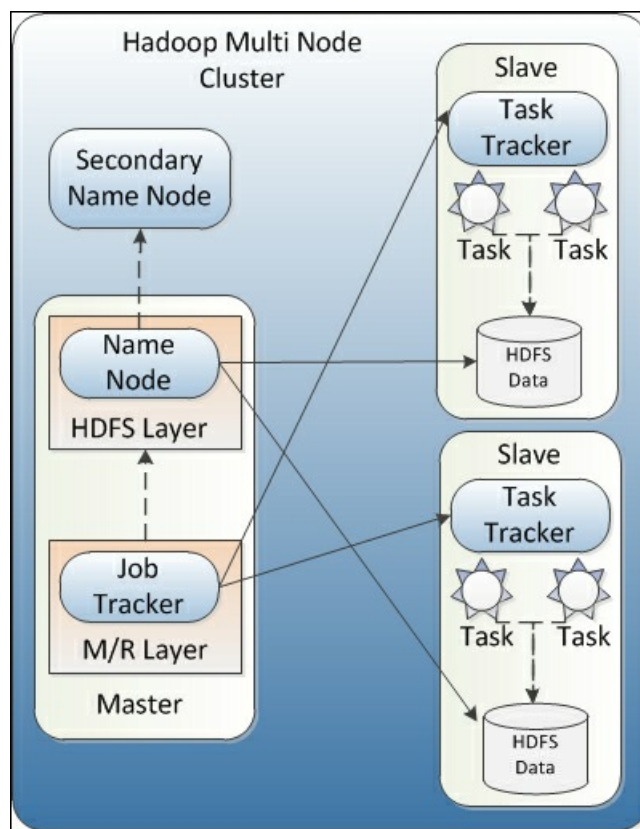 Hadoop Multi Node
Cluster
Secondary
Name Node
Name
Node
HDFS Layer
Job
Tracker
M/R Layer
Master
Slave
Task
Tracker
Task Task
HDFS
Data
Slave
Task
Tracker
Task Task
HDFS
Data